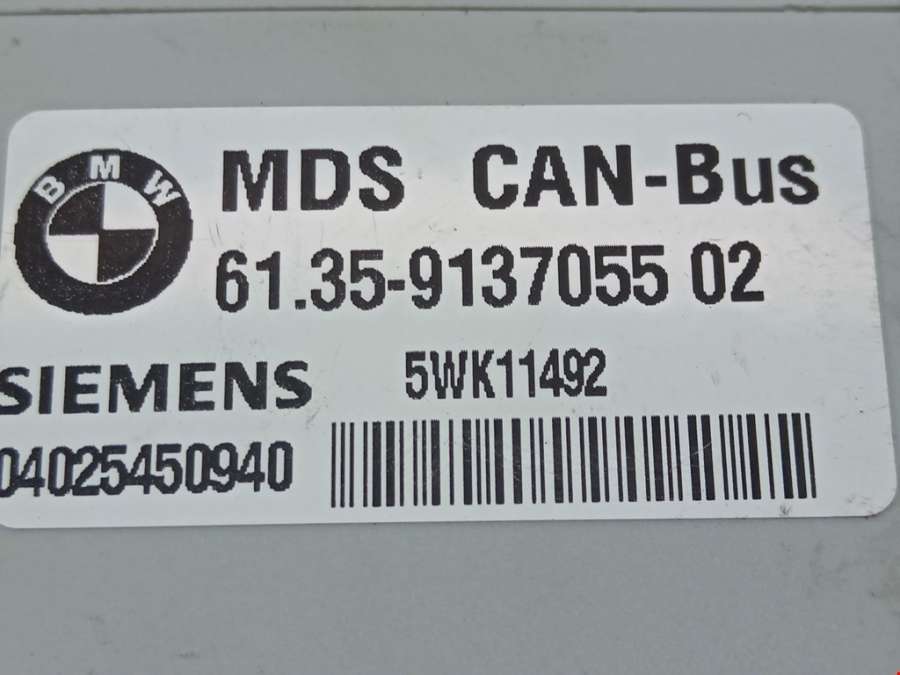 BMW
MDS CAN-Bus
61.35-9137055 02
SIEMENS 5WK11492
04025450940